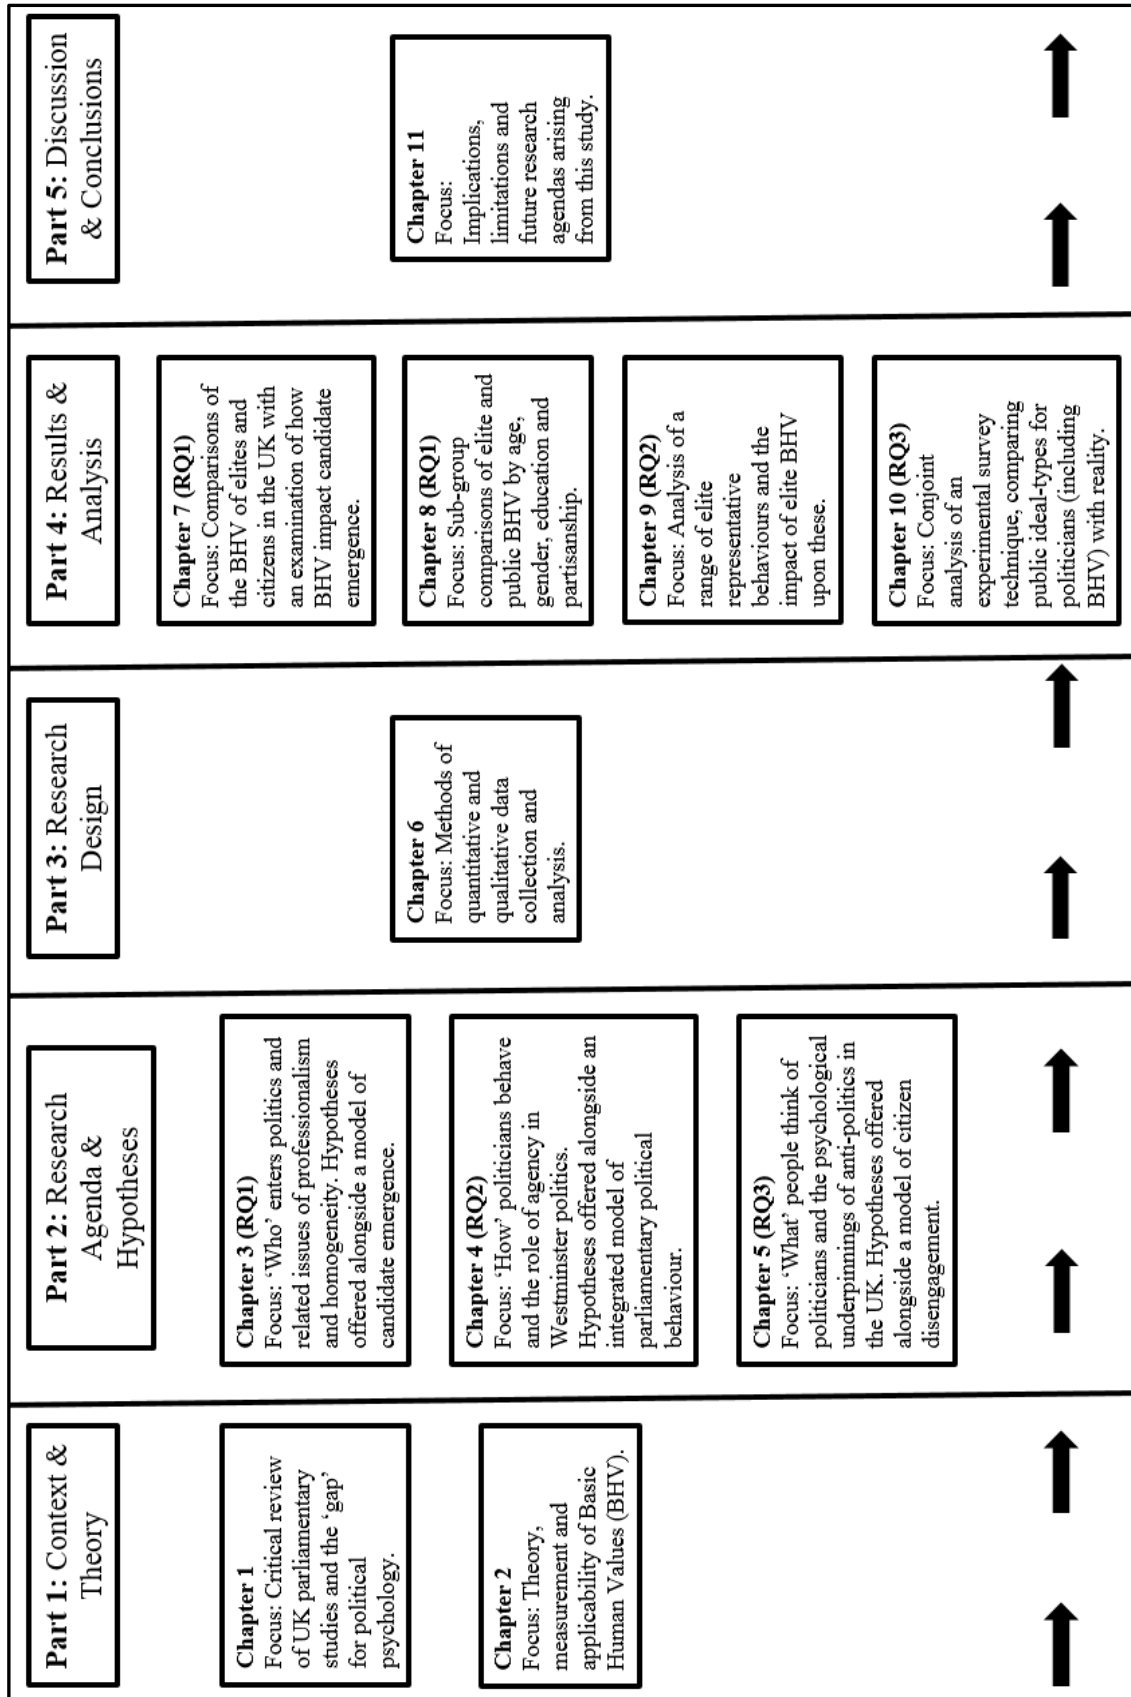 Part 1: Context &
Theory
Chapter 1
Focus: Critical review
of UK parliamentary
studies and the ‘gap’
for political
psychology.
Chapter 2
Focus: Theory,
measurement and
applicability of Basic
Human Values (BHV).
Part 2: Research
Agenda &
Hypotheses
Chapter 3 (RQ1)
Focus: ‘Who’ enters politics and
related issues of professionalism
and homogeneity. Hypotheses
offered alongside a model of
candidate emergence.
Chapter 4 (RQ2)
Focus: ‘How’ politicians behave
and the role of agency in
Westminster politics.
Hypotheses offered alongside an
integrated model of
parliamentary political
behaviour.
Chapter 5 (RQ3)
Focus: ‘What’ people think of
politicians and the psychological
underpinnings of anti-politics in
the UK. Hypotheses offered
alongside a model of citizen
disengagement.
Part 3: Research
Design
Chapter 6
Focus: Methods of
quantitative and
qualitative data
collection and
analysis.
Part 4: Results &
Analysis
Chapter 7 (RQ1)
Focus: Comparisons of
the BHV of elites and
citizens in the UK with
an examination of how
BHV impact candidate
emergence.
Chapter 8 (RQ1)
Focus: Sub-group
comparisons of elite and
public BHV by age,
gender, education and
partisanship.
Chapter 9 (RQ2)
Focus: Analysis of a
range of elite
representative
behaviours and the
impact of elite BHV
upon these.
Chapter 10 (RQ3)
Focus: Conjoint
analysis of an
experimental survey
technique, comparing
public ideal-types for
politicians (including
BHV) with reality.
Part 5: Discussion
& Conclusions
Chapter 11
Focus:
Implications,
limitations and
future research
agendas arising
from this study.